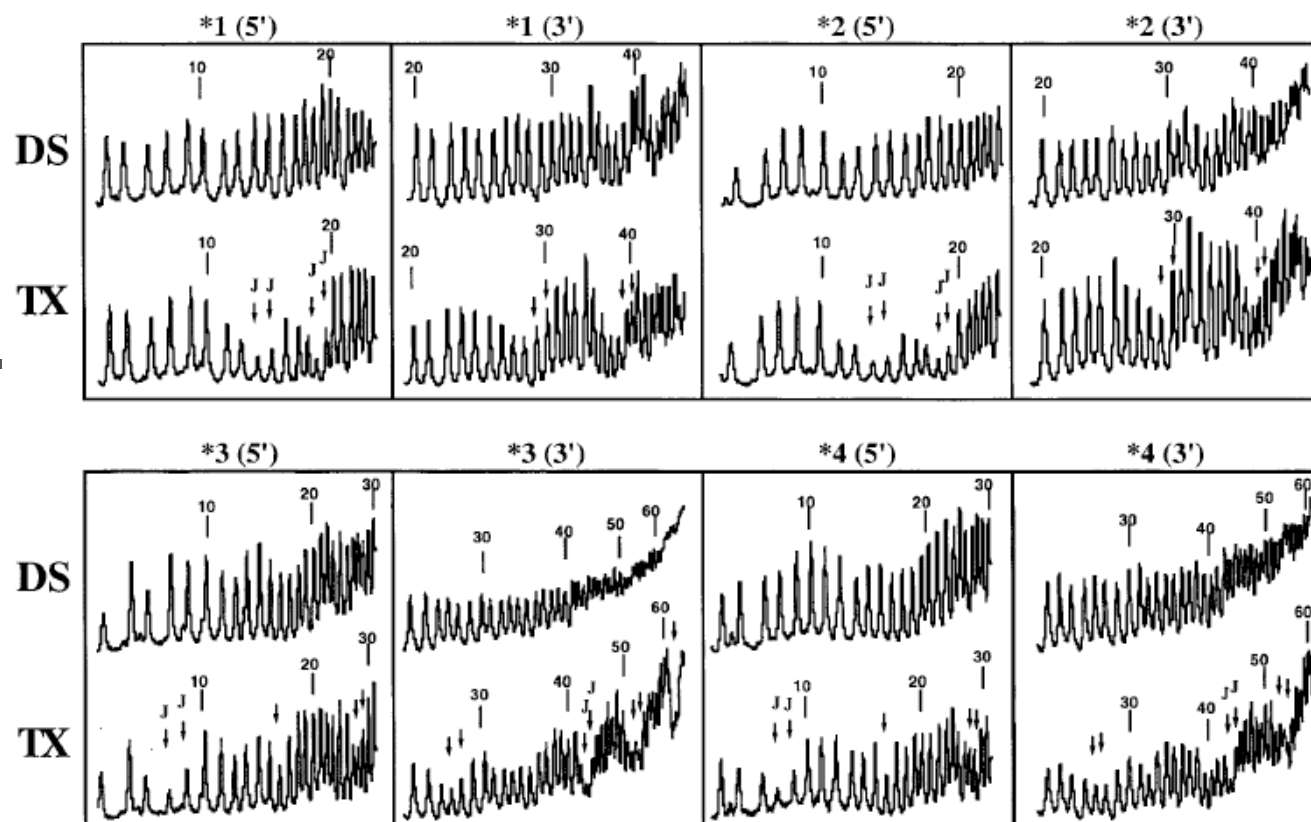 *1 (5') *1 (3') *2 (5') *2 (3')
10 20 20 30 40 10 20 20 30 40
DS
10 J J J J 20 20 30 40 10 J J J J 20 20 30 40
TX
*3 (5') *3 (3') *4 (5') *4 (3')
10 20 30 30 40 50 60 10 20 30 30 40 50 60
DS
J J 10 20 30 30 40 J J 50 60 J J 10 20 30 30 40 J J 50 60
TX